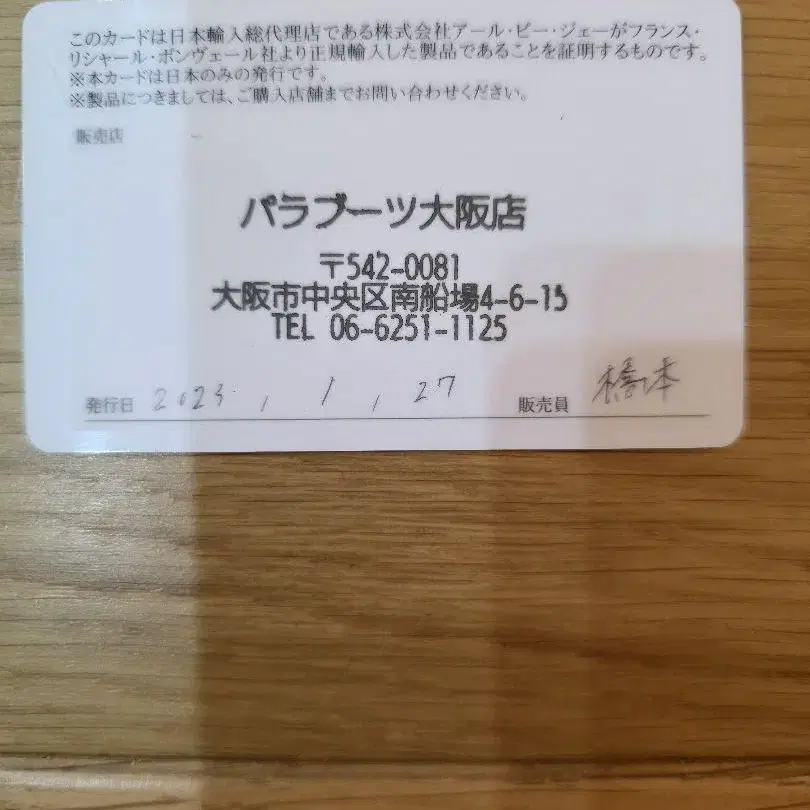 このカードは日本輸入総代理店である株式会社アール・ビー・ジェーがフランス・
リシャール・ポンヴェール社より正規輸入した製品であることを証明するものです。
※本カードは日本のみの発行です。
※製品につきましては、ご購入店舗までお問い合わせください。
販売店
パラブーツ大阪店
〒542-0081
大阪市中央区南船場4-6-15
TEL 06-6251-1125
発行日 2023, 1, 27 販売員 橋本